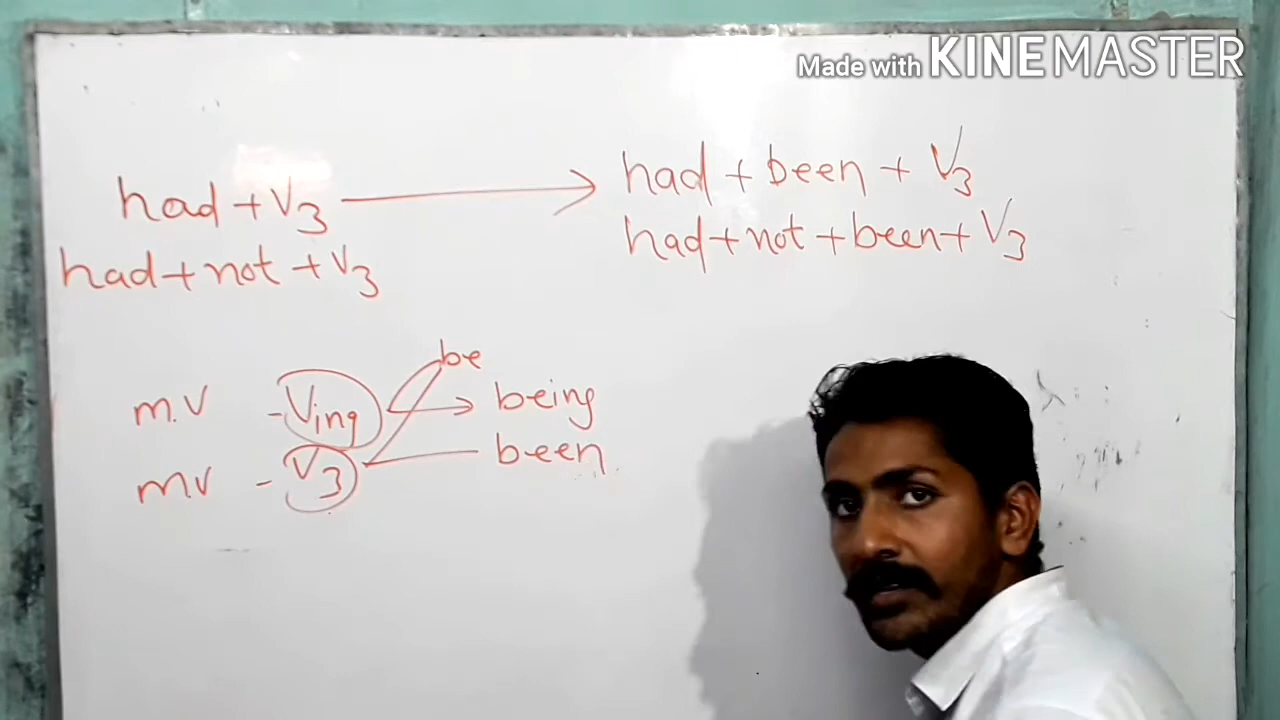 Made with KINEMASTER
had + V3 → had + been + V3
had + not + V3 had + not + been + V3
be
m.v - Ving → being
mv - V3 been